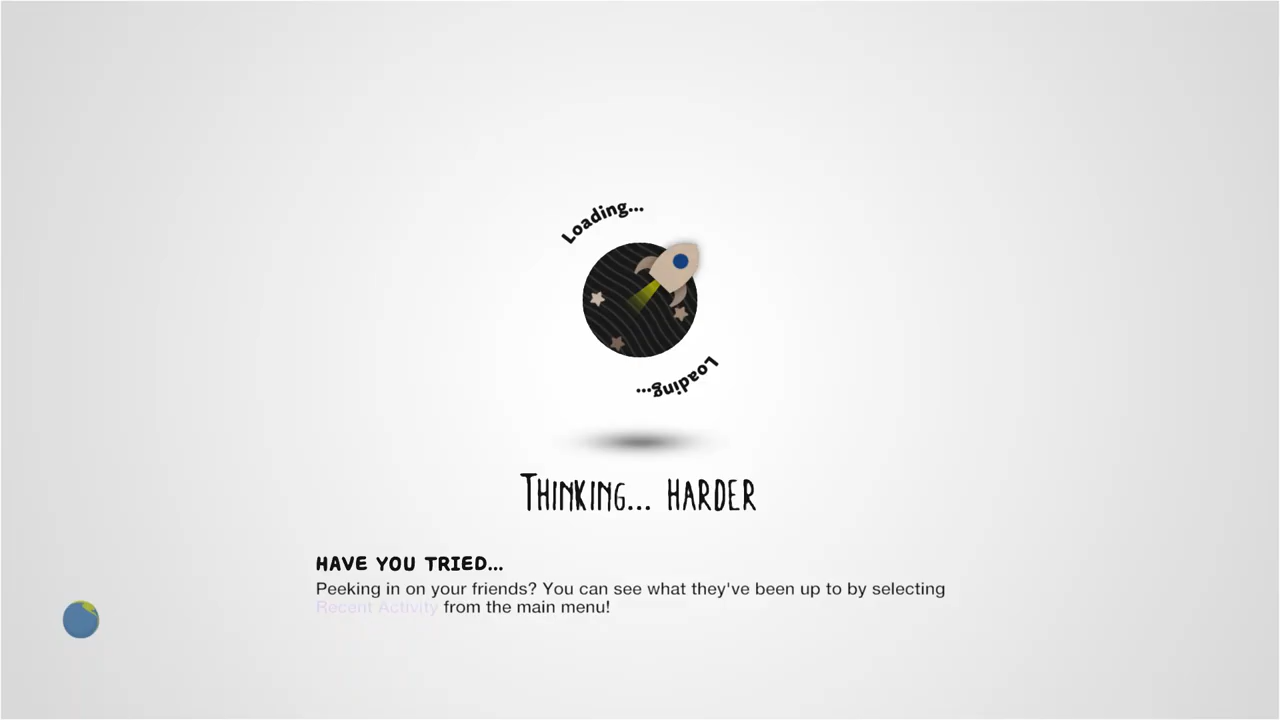 Loading...
Loading...
Thinking... harder
HAVE YOU TRIED...
Peeking in on your friends? You can see what they've been up to by selecting
Recent Activity from the main menu!